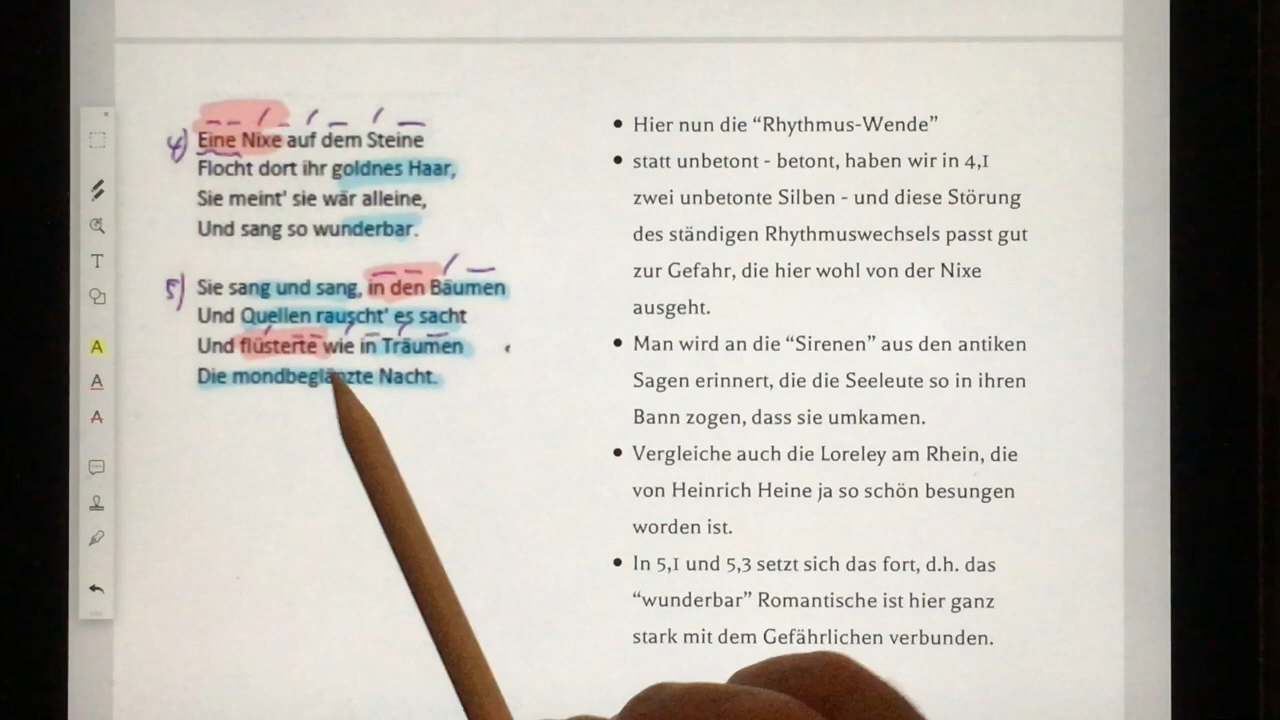 4)
Eine Nixe auf dem Steine
Flocht dort ihr goldnes Haar,
Sie meint' sie wär alleine,
Und sang so wunderbar.
5)
Sie sang und sang, in den Bäumen
Und Quellen rauscht' es sacht
Und flüsterte wie in Träumen
Die mondbeglänzte Nacht.
• Hier nun die “Rhythmus-Wende”
• statt unbetont - betont, haben wir in 4,1
zwei unbetonte Silben - und diese Störung
des ständigen Rhythmuswechsels passt gut
zur Gefahr, die hier wohl von der Nixe
ausgeht.
• Man wird an die “Sirenen” aus den antiken
Sagen erinnert, die die Seeleute so in ihren
Bann zogen, dass sie umkamen.
• Vergleiche auch die Loreley am Rhein, die
von Heinrich Heine ja so schön besungen
worden ist.
• In 5,1 und 5,3 setzt sich das fort, d.h. das
“wunderbar” Romantische ist hier ganz
stark mit dem Gefährlichen verbunden.
T
A
A
A